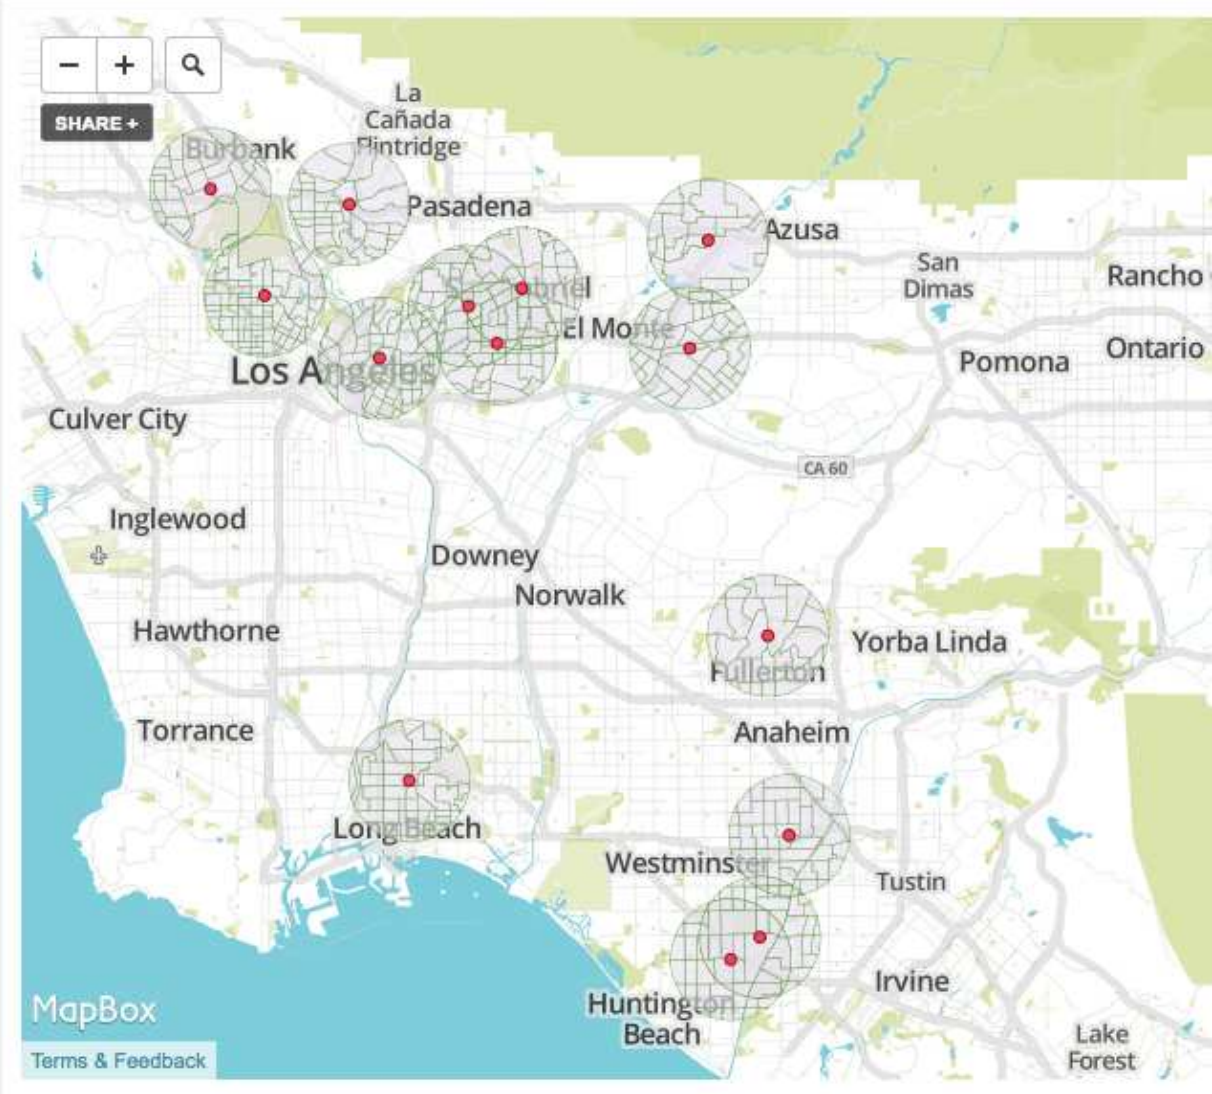 − + 
SHARE +
La
Cañada
Flintridge
Burbank
Pasadena
Azusa
San
Dimas
Rancho
El Monte
Ontario
Pomona
Los Angeles
Culver City
CA 60
Inglewood
Downey
Norwalk
Hawthorne
Yorba Linda
Fullerton
Torrance
Anaheim
Long Beach
Westminster
Tustin
Irvine
Huntington
Beach
MapBox
Lake
Forest
Terms & Feedback